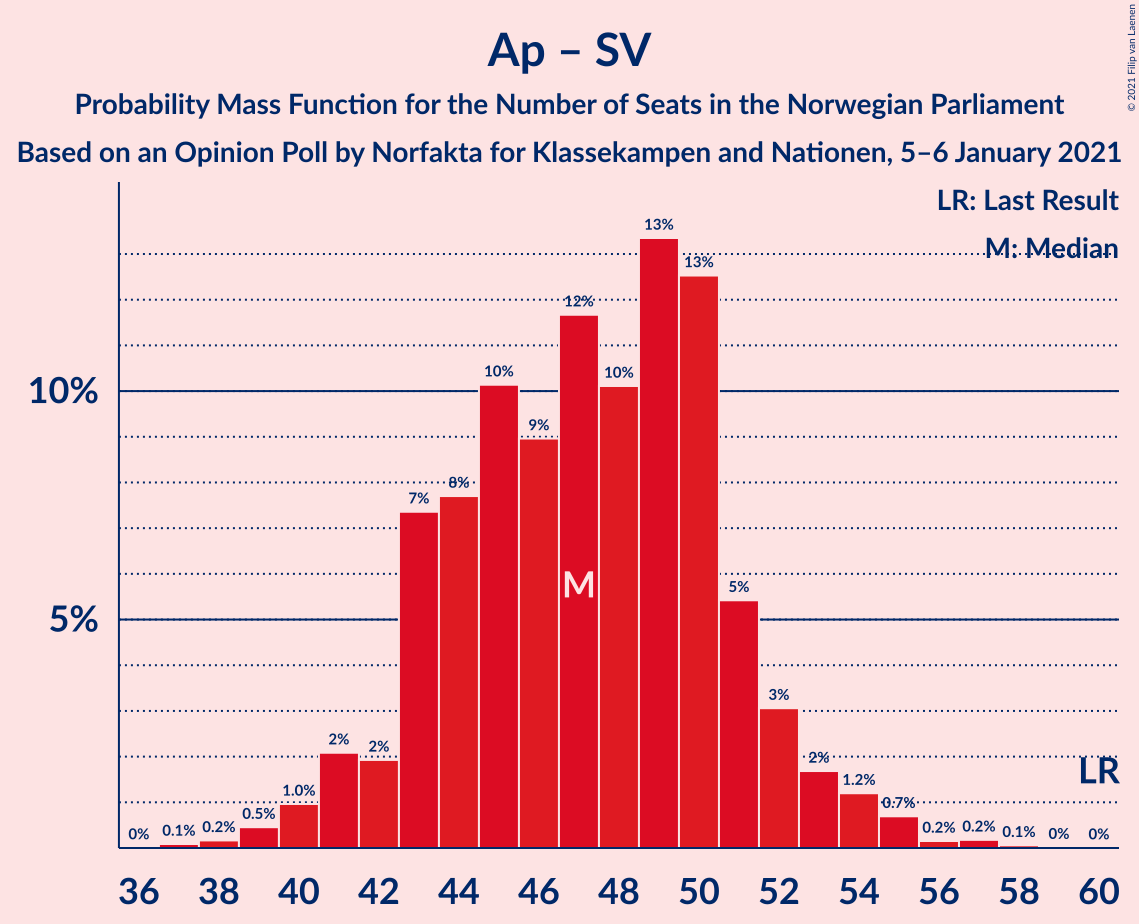 Ap – SV
Probability Mass Function for the Number of Seats in the Norwegian Parliament
Based on an Opinion Poll by Norfakta for Klassekampen and Nationen, 5–6 January 2021
© 2021 Filip van Laenen
LR: Last Result
M: Median
10%
5%
0% 0.1% 0.2% 0.5% 1.0% 2% 2% 7% 8% 10% 9% 12% 10% 13% 13% 5% 3% 2% 1.2% 0.7% 0.2% 0.2% 0.1% 0% 0%
M
LR
36 38 40 42 44 46 48 50 52 54 56 58 60